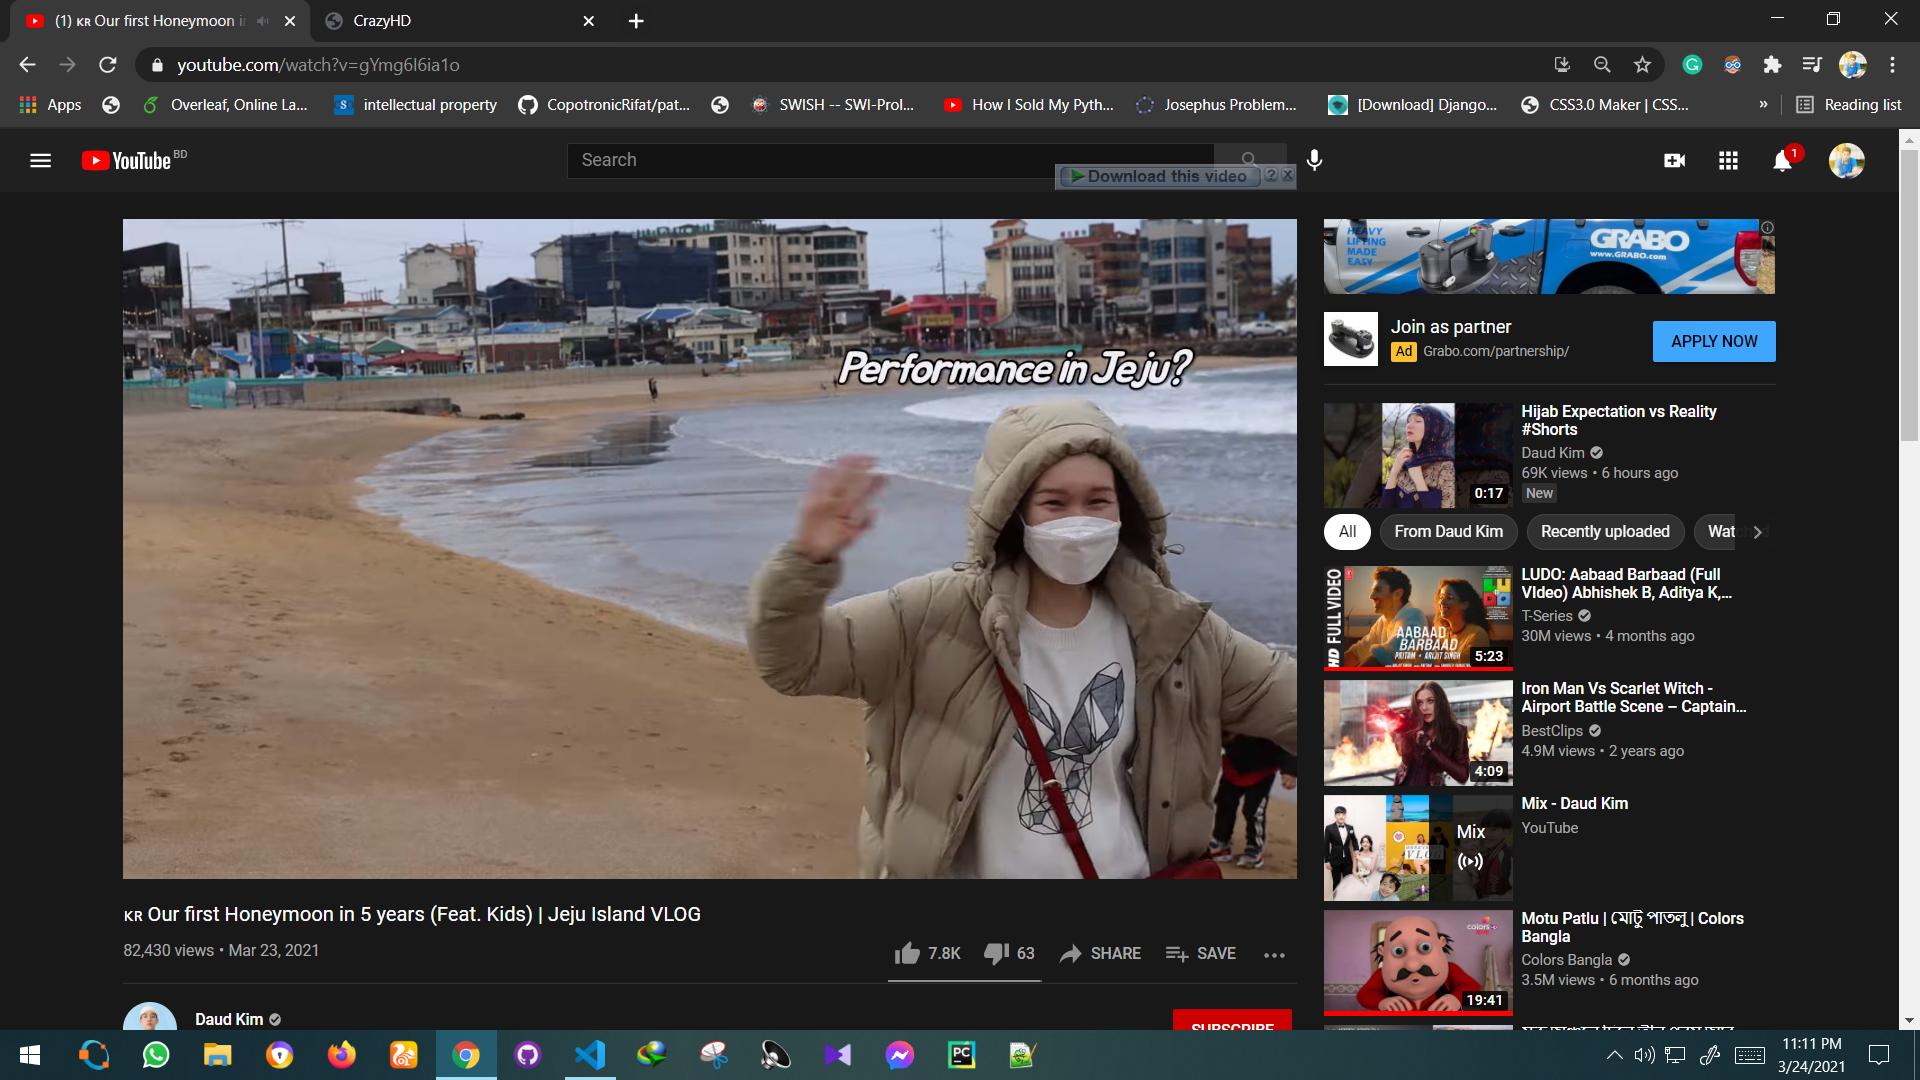 (1) ᴋʀ Our first Honeymoon i
CrazyHD
youtube.com/watch?v=gYmg6l6ia1o
Apps
Overleaf, Online La...
intellectual property
CopotronicRifat/pat...
SWISH -- SWI-Prol...
How I Sold My Pyth...
Josephus Problem...
[Download] Django...
CSS3.0 Maker | CSS...
»
Reading list
YouTube BD
Search
Download this video
1
Performance in Jeju?
HEAVY
LIFTING
MADE
EASY
GRABO
www.GRABO.com
Join as partner
Ad Grabo.com/partnership/
APPLY NOW
Hijab Expectation vs Reality
#Shorts
Daud Kim
69K views • 6 hours ago
New
0:17
All
From Daud Kim
Recently uploaded
HD FULL VIDEO
AABAAD
BARBAAD
PRITAM • ARIJIT SINGH
5:23
LUDO: Aabaad Barbaad (Full
VIdeo) Abhishek B, Aditya K,...
T-Series
30M views • 4 months ago
4:09
Iron Man Vs Scarlet Witch -
Airport Battle Scene – Captain...
BestClips
4.9M views • 2 years ago
Mix
Mix - Daud Kim
YouTube
colors
19:41
Motu Patlu | মোটু পাতলু | Colors
Bangla
Colors Bangla
3.5M views • 6 months ago
ᴋʀ Our first Honeymoon in 5 years (Feat. Kids) | Jeju Island VLOG
82,430 views • Mar 23, 2021
7.8K
63
SHARE
SAVE
Daud Kim
SUBSCRIBE
PC
11:11 PM
3/24/2021